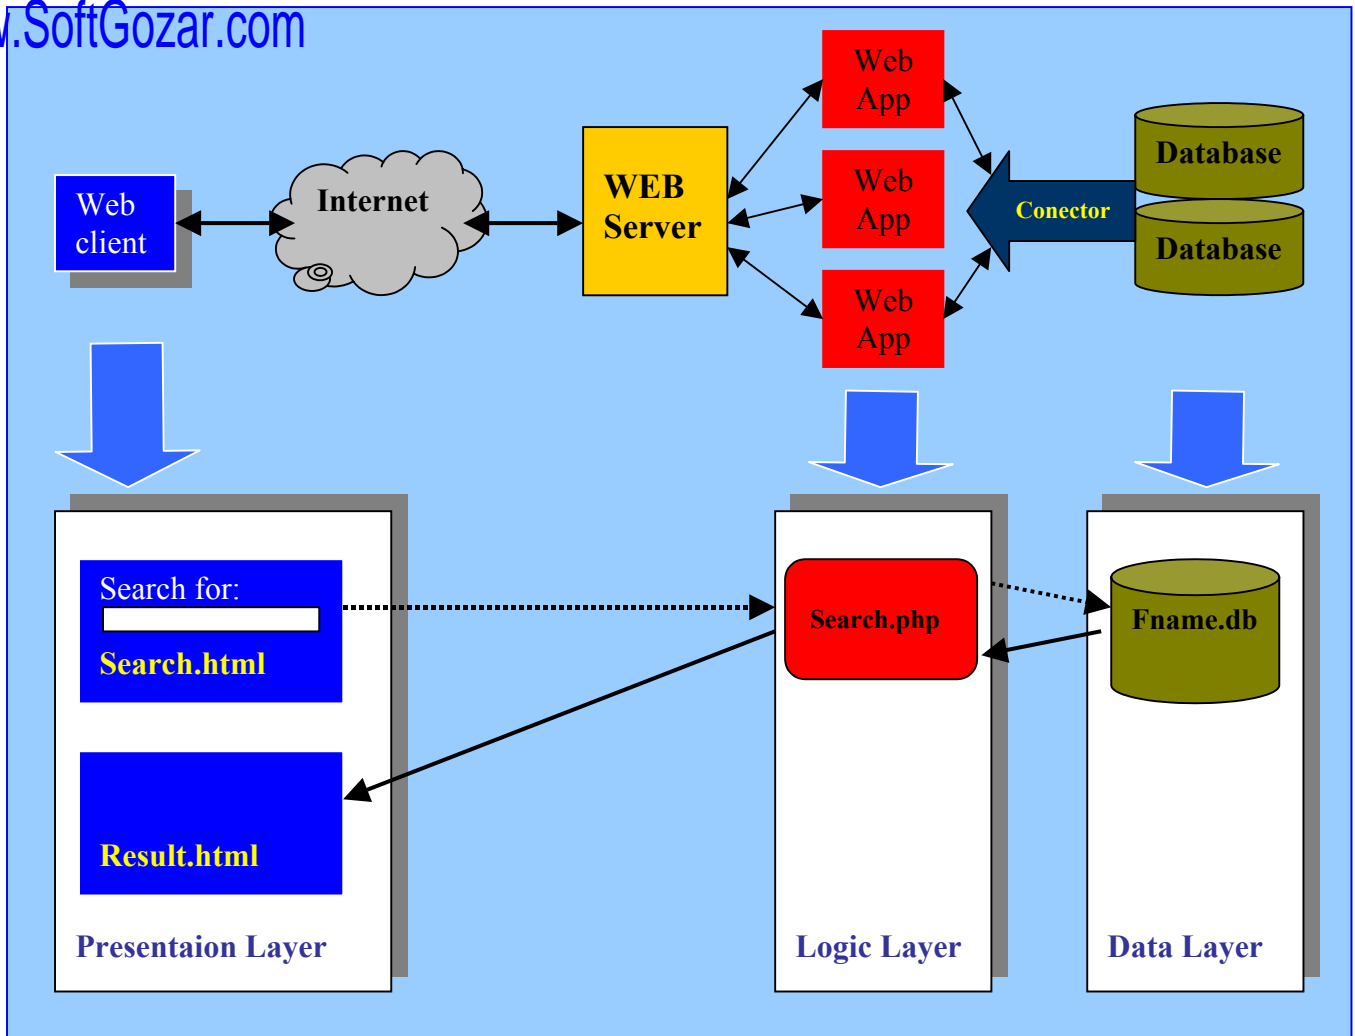 .SoftGozar.com
Web
client
Internet
WEB
Server
Web
App
Web
App
Web
App
Conector
Database
Database
Search for:
Search.html
Result.html
Presentaion Layer
Search.php
Logic Layer
Fname.db
Data Layer